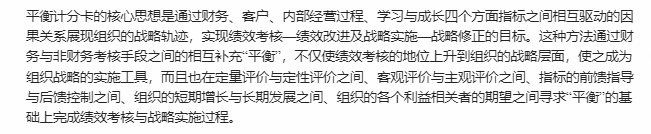 平衡计分卡的核心思想是通过财务、客户、内部经营过程、学习与成长四个方面指标之间相互驱动的因
果关系展现组织的战略轨迹，实现绩效考核—绩效改进及战略实施—战略修正的目标。这种方法通过财
务与非财务考核手段之间的相互补充“平衡”，不仅使绩效考核的地位上升到组织的战略层面，使之成为
组织战略的实施工具，而且也在定量评价与定性评价之间、客观评价与主观评价之间、指标的前馈指导
与后馈控制之间、组织的短期增长与长期发展之间、组织的各个利益相关者的期望之间寻求“平衡”的基
础上完成绩效考核与战略实施过程。